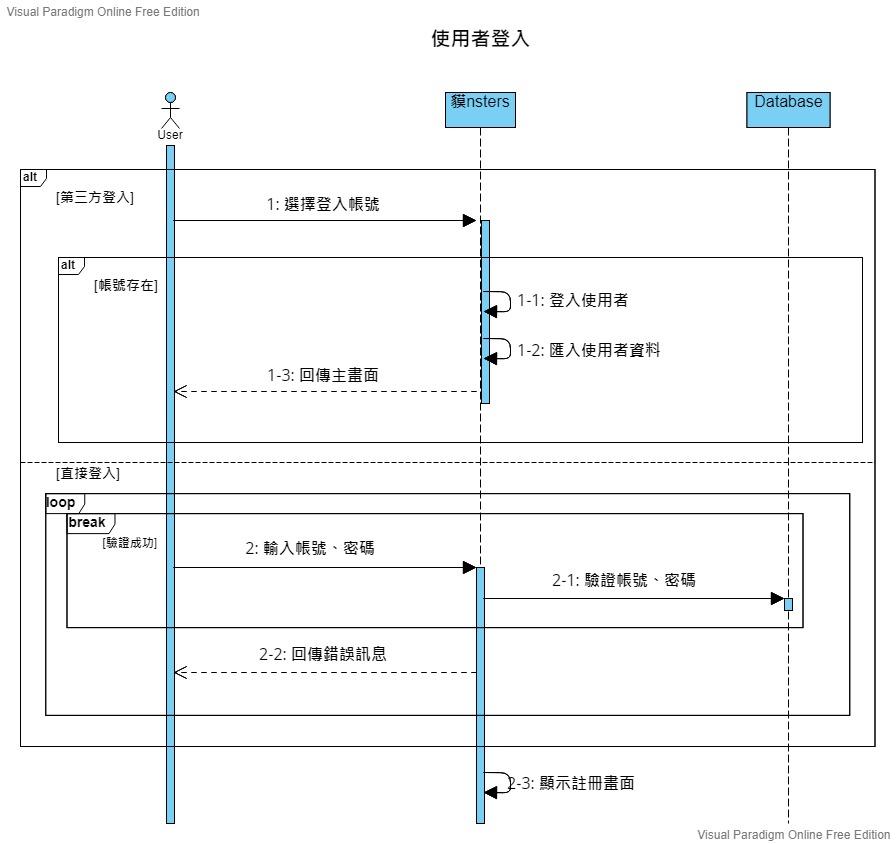 Visual Paradigm Online Free Edition
使用者登入
User
貘nsters
Database
alt
[第三方登入]
1: 選擇登入帳號
alt
[帳號存在]
1-1: 登入使用者
1-2: 匯入使用者資料
1-3: 回傳主畫面
[直接登入]
loop
break
[驗證成功]
2: 輸入帳號、密碼
2-1: 驗證帳號、密碼
2-2: 回傳錯誤訊息
2-3: 顯示註冊畫面
Visual Paradigm Online Free Edition